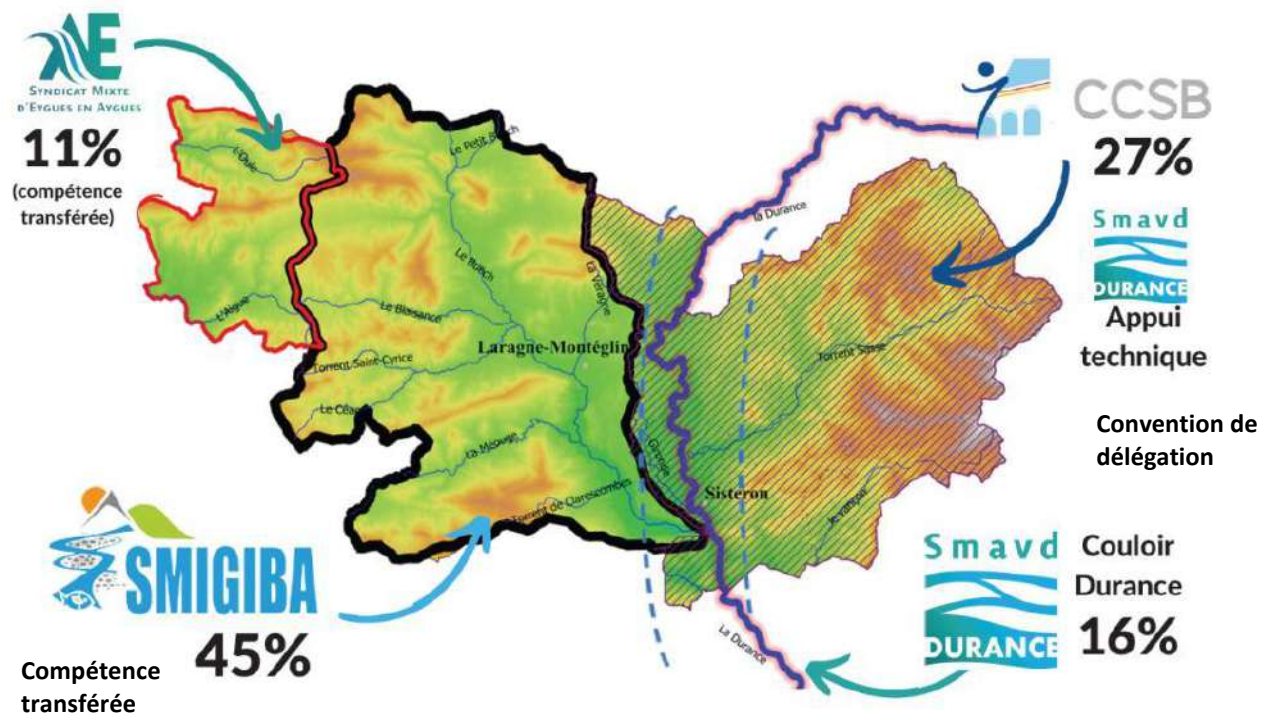 SYNDICAT MIXTE
D'EYGUES EN AYGUES
11%
(compétence
transférée)
CCSB
27%
Smavd
DURANCE
Appui
technique
Convention de
délégation
L'Oule
Le Petit Buëch
la Durance
Le Buëch
La Véragne
L'Aigue
Le Blaisance
Laragne-Montéglin
Torrent Sasse
Torrent Saint-Cyrice
Le Céans
La Méouge
Gironde
Sisteron
Torrent de Clarescombes
le Vançon
SMIGIBA
45%
Compétence
transférée
Smavd
DURANCE
Couloir
Durance
16%
La Durance